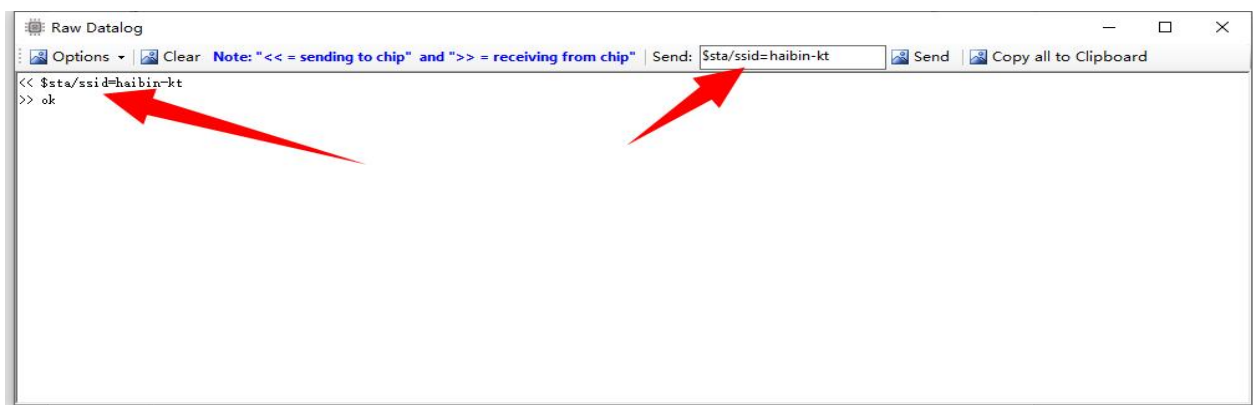 Raw Datalog
Options Clear Note: "<< = sending to chip" and ">> = receiving from chip" Send: $sta/ssid=haibin-kt Send Copy all to Clipboard
<< $sta/ssid=haibin-kt
>> ok